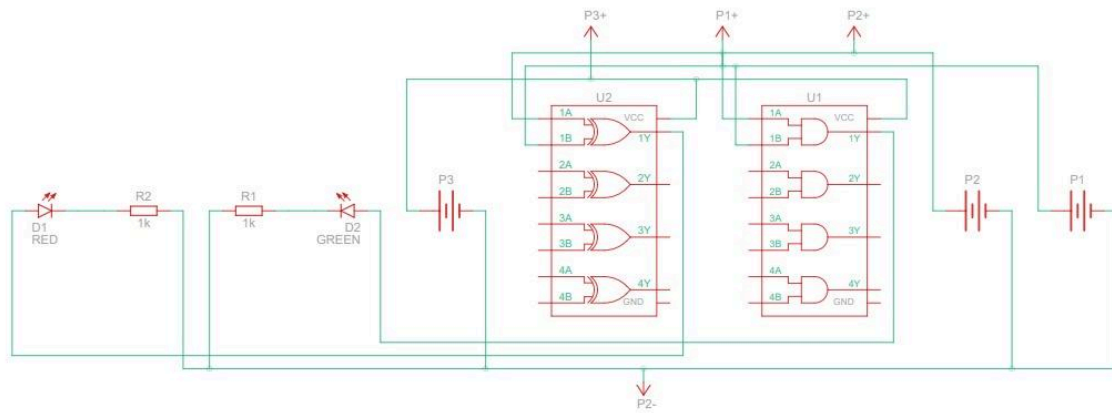 P3+ P1+ P2+
U2 U1
1A VCC 1A VCC
1B 1Y 1B 1Y
2A 2A
2B 2Y 2B 2Y
3A 3A
3B 3Y 3B 3Y
4A 4A
4B 4Y 4B 4Y
GND GND
R2 R1 P3 P2 P1
D1 1k 1k D2
RED GREEN
P2-